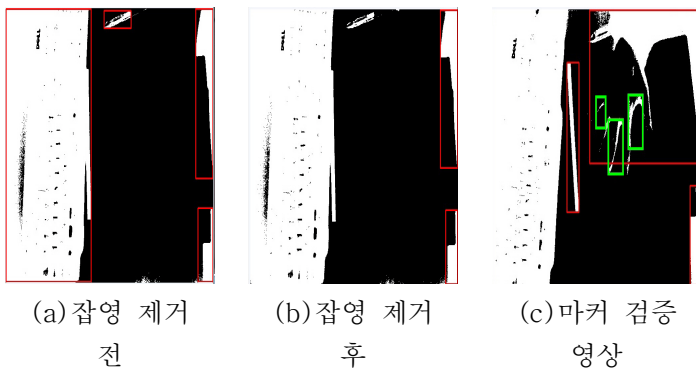 (a)잡영 제거
전
(b)잡영 제거
후
(c)마커 검증
영상